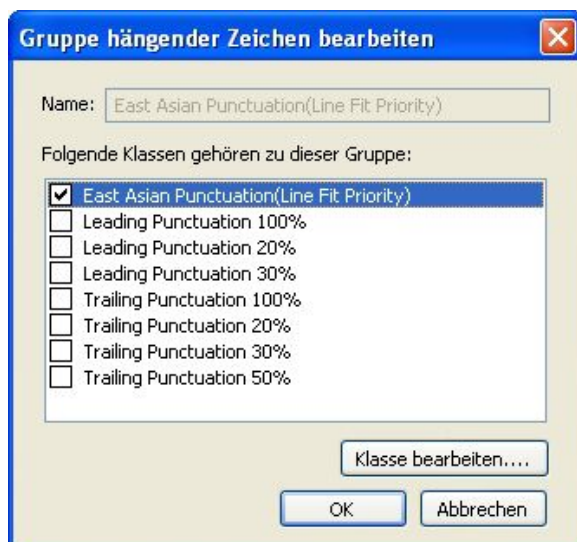 Gruppe hängender Zeichen bearbeiten
Name: East Asian Punctuation(Line Fit Priority)
Folgende Klassen gehören zu dieser Gruppe:
East Asian Punctuation(Line Fit Priority)
Leading Punctuation 100%
Leading Punctuation 20%
Leading Punctuation 30%
Trailing Punctuation 100%
Trailing Punctuation 20%
Trailing Punctuation 30%
Trailing Punctuation 50%
Klasse bearbeiten....
OK Abbrechen